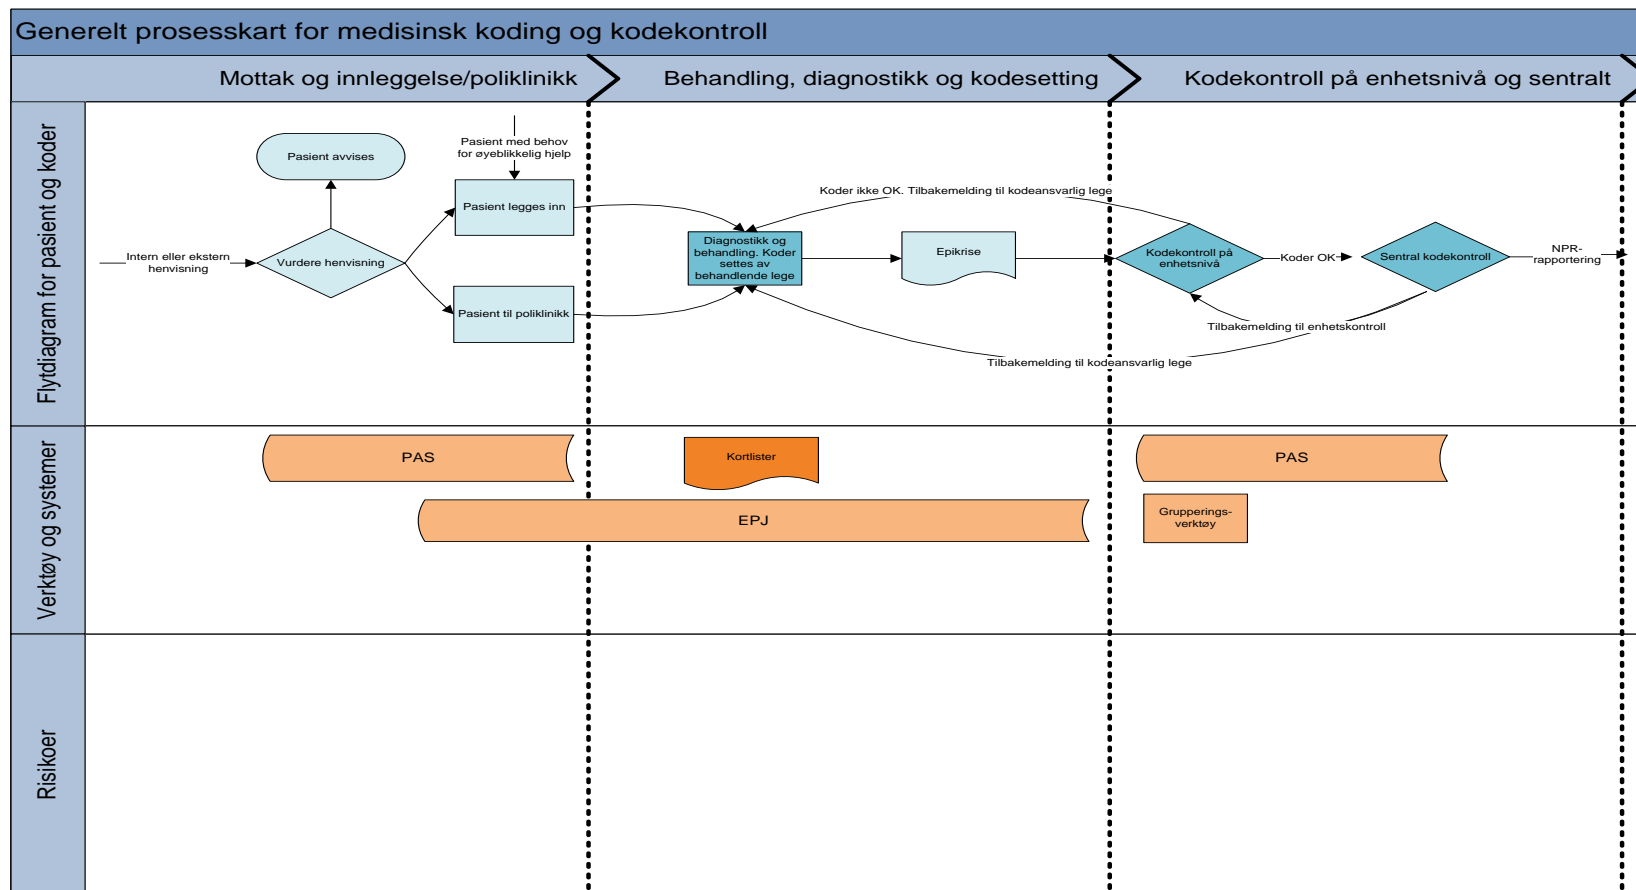 Generelt prosesskart for medisinsk koding og kodekontroll
Mottak og innleggelse/poliklinikk
Behandling, diagnostikk og kodesetting
Kodekontroll på enhetsnivå og sentralt
Flytdiagram for pasient og koder
Pasient avvises
Pasient med behov
for øyeblikkelig hjelp
Pasient legges inn
Intern eller ekstern
henvisning
Vurdere henvisning
Pasient til poliklinikk
Koder ikke OK. Tilbakemelding til kodeansvarlig lege
Diagnostikk og
behandling. Koder
settes av
behandlende lege
Epikrise
Kodekontroll på
enhetsnivå
Koder OK
Sentral kodekontroll
NPR-
rapportering
Tilbakemelding til enhetskontroll
Tilbakemelding til kodeansvarlig lege
Verktøy og systemer
PAS
Kortlister
PAS
EPJ
Grupperings-
verktøy
Risikoer